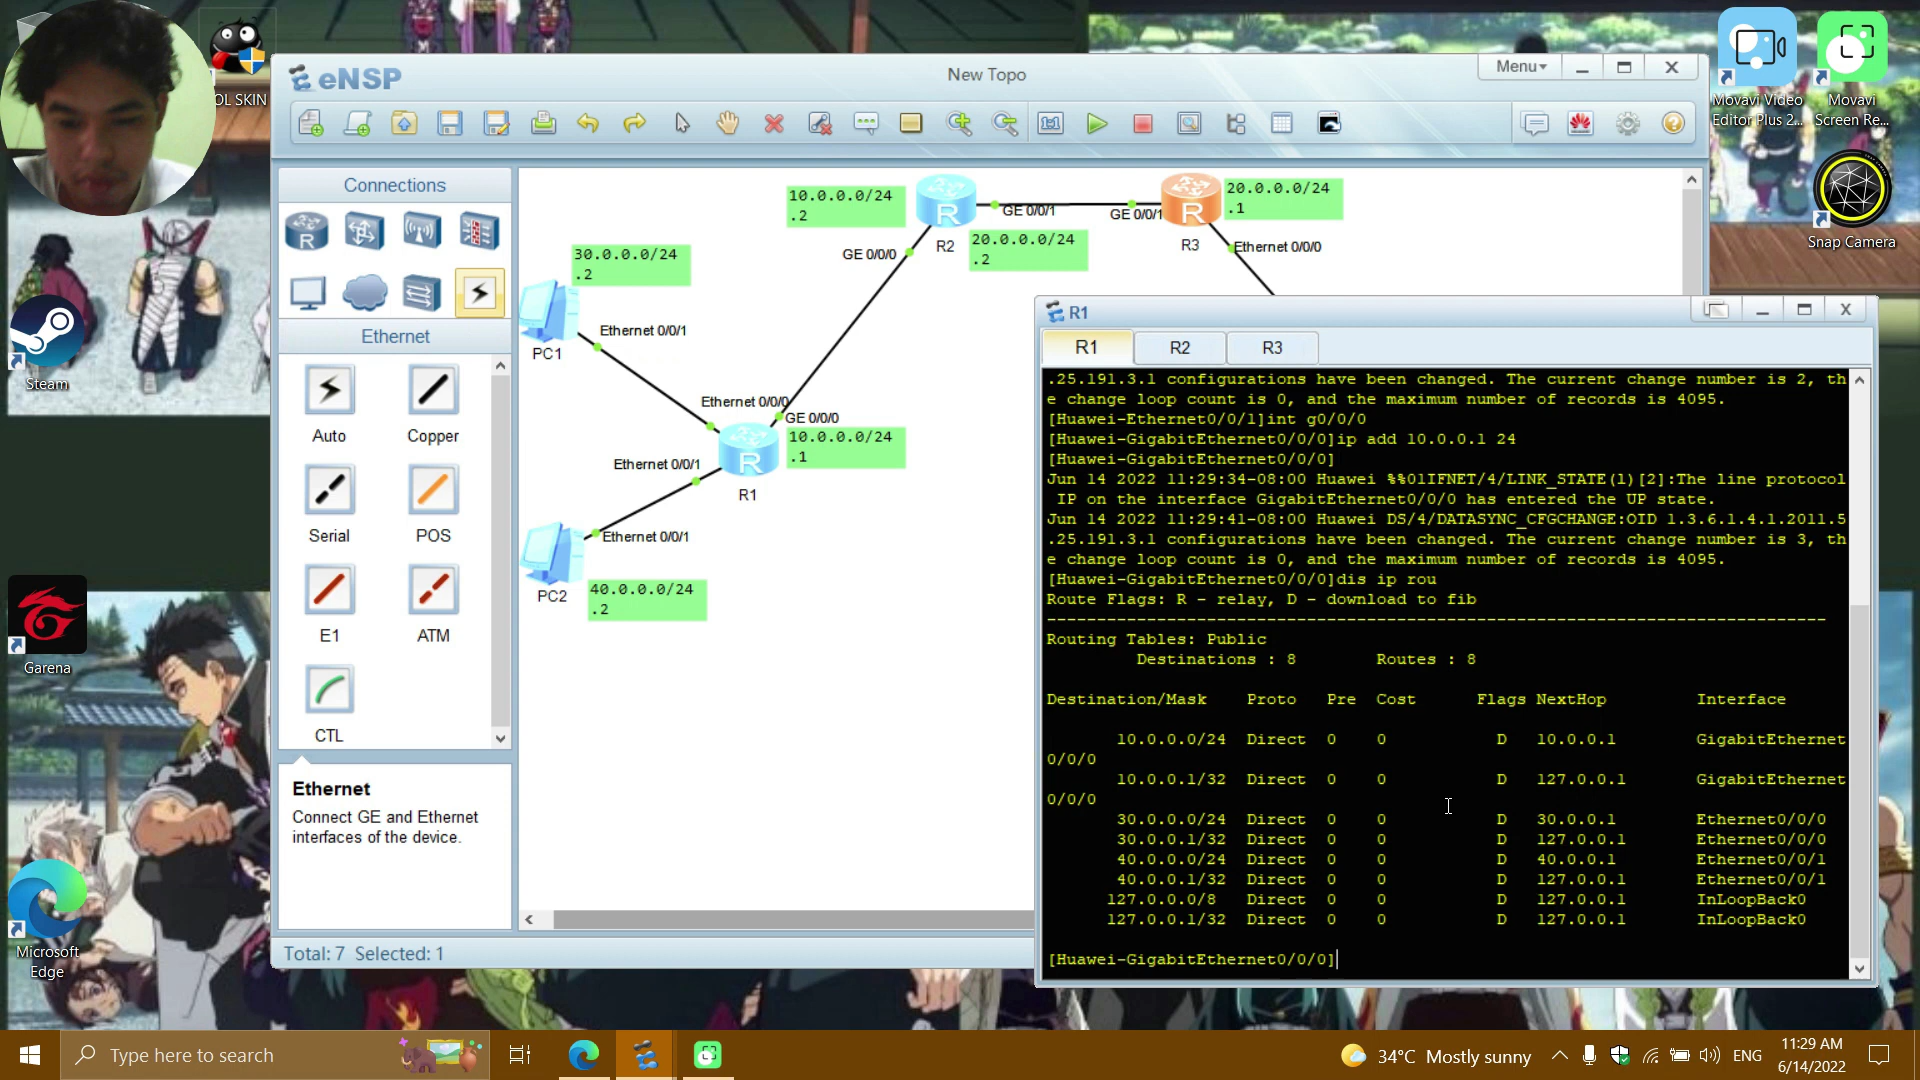 OL SKIN
Steam
Garena
Microsoft
Edge
Movavi Video
Editor Plus 2...
Movavi
Screen Re...
Snap Camera
eNSP
New Topo
Menu
Connections
Ethernet
Auto
Copper
Serial
POS
E1
ATM
CTL
Ethernet
Connect GE and Ethernet
interfaces of the device.
Total: 7 Selected: 1
10.0.0.0/24
.2
R
R2
GE 0/0/1
GE 0/0/1
R
R3
20.0.0.0/24
.1
20.0.0.0/24
.2
GE 0/0/0
Ethernet 0/0/0
30.0.0.0/24
.2
PC1
Ethernet 0/0/1
Ethernet 0/0/0
GE 0/0/0
10.0.0.0/24
.1
R
R1
Ethernet 0/0/1
Ethernet 0/0/1
PC2
40.0.0.0/24
.2
R1
R1 R2 R3
.25.191.3.1 configurations have been changed. The current change number is 2, th
e change loop count is 0, and the maximum number of records is 4095.
[Huawei-Ethernet0/0/1]int g0/0/0
[Huawei-GigabitEthernet0/0/0]ip add 10.0.0.1 24
[Huawei-GigabitEthernet0/0/0]
Jun 14 2022 11:29:34-08:00 Huawei %%01IFNET/4/LINK_STATE(l)[2]:The line protocol
IP on the interface GigabitEthernet0/0/0 has entered the UP state.
Jun 14 2022 11:29:41-08:00 Huawei DS/4/DATASYNC_CFGCHANGE:OID 1.3.6.1.4.1.2011.5
.25.191.3.1 configurations have been changed. The current change number is 3, th
e change loop count is 0, and the maximum number of records is 4095.
[Huawei-GigabitEthernet0/0/0]dis ip rou
Route Flags: R - relay, D - download to fib
------------------------------------------------------------------------------
Routing Tables: Public
Destinations : 8 Routes : 8
Destination/Mask Proto Pre Cost Flags NextHop Interface
10.0.0.0/24 Direct 0 0 D 10.0.0.1 GigabitEthernet
0/0/0
10.0.0.1/32 Direct 0 0 D 127.0.0.1 GigabitEthernet
0/0/0
30.0.0.0/24 Direct 0 0 D 30.0.0.1 Ethernet0/0/0
30.0.0.1/32 Direct 0 0 D 127.0.0.1 Ethernet0/0/0
40.0.0.0/24 Direct 0 0 D 40.0.0.1 Ethernet0/0/1
40.0.0.1/32 Direct 0 0 D 127.0.0.1 Ethernet0/0/1
127.0.0.0/8 Direct 0 0 D 127.0.0.1 InLoopBack0
127.0.0.1/32 Direct 0 0 D 127.0.0.1 InLoopBack0
[Huawei-GigabitEthernet0/0/0]
Type here to search
34°C Mostly sunny
ENG
11:29 AM
6/14/2022